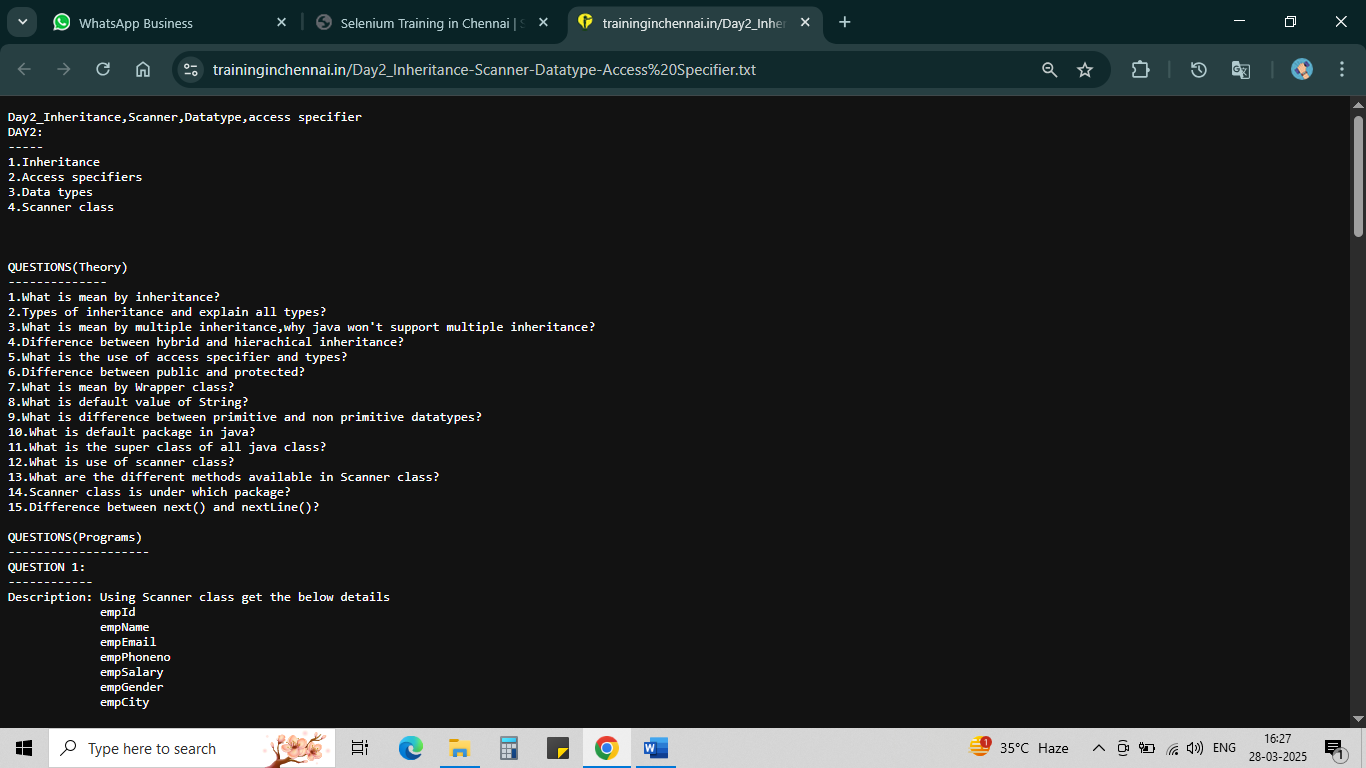 WhatsApp Business
Selenium Training in Chennai | S
traininginchennai.in/Day2_Inher
traininginchennai.in/Day2_Inheritance-Scanner-Datatype-Access%20Specifier.txt
Day2_Inheritance,Scanner,Datatype,access specifier
DAY2:
-----
1.Inheritance
2.Access specifiers
3.Data types
4.Scanner class
QUESTIONS(Theory)
--------------
1.What is mean by inheritance?
2.Types of inheritance and explain all types?
3.What is mean by multiple inheritance,why java won't support multiple inheritance?
4.Difference between hybrid and hierachical inheritance?
5.What is the use of access specifier and types?
6.Difference between public and protected?
7.What is mean by Wrapper class?
8.What is default value of String?
9.What is difference between primitive and non primitive datatypes?
10.What is default package in java?
11.What is the super class of all java class?
12.What is use of scanner class?
13.What are the different methods available in Scanner class?
14.Scanner class is under which package?
15.Difference between next() and nextLine()?
QUESTIONS(Programs)
--------------------
QUESTION 1:
------------
Description: Using Scanner class get the below details
empId
empName
empEmail
empPhoneno
empSalary
empGender
empCity
Type here to search
1
35°C Haze
ENG
16:27
28-03-2025
1